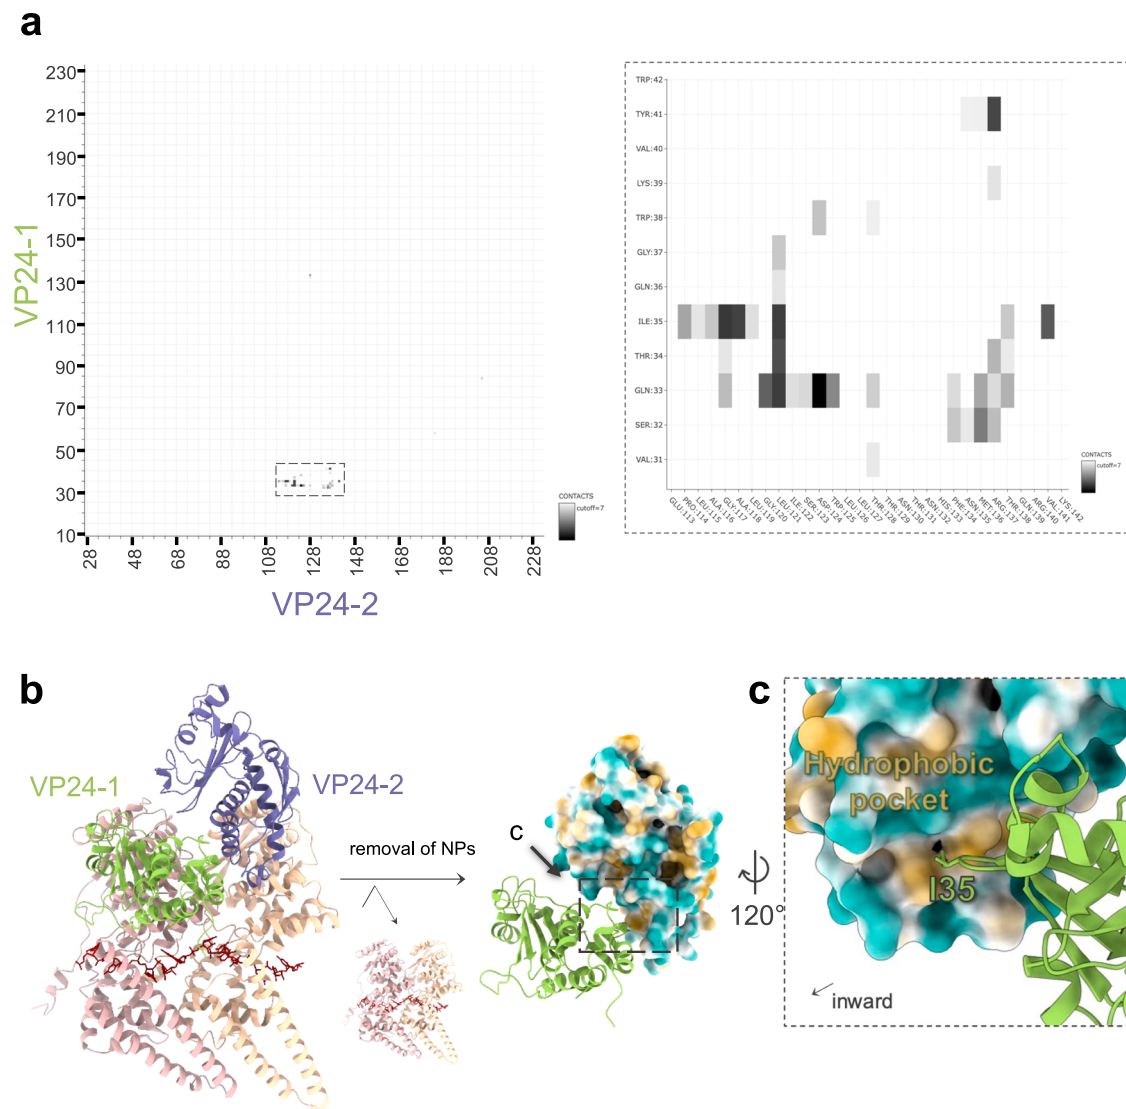 a
230
210
190
170
150
130
110
90
70
50
30
10
VP24-1
28
48
68
88
108
128
148
168
188
208
228
VP24-2
CONTACTS
cutoff=7
TRP:42
TYR:41
VAL:40
LYS:39
TRP:38
GLY:37
GLN:36
ILE:35
THR:34
GLN:33
SER:32
VAL:31
GLU:113
PRO:114
LEU:115
ALA:116
GLY:117
ALA:118
LEU:119
GLY:120
LEU:121
ILE:122
SER:123
ASP:124
TRP:125
LEU:126
LEU:127
THR:128
THR:129
ASN:130
THR:131
ASN:132
HIS:133
PHE:134
ASN:135
MET:136
ARG:137
THR:138
GLN:139
ARG:140
VAL:141
LYS:142
CONTACTS
cutoff=7
b
VP24-1
VP24-2
removal of NPs
c
120°
c
Hydrophobic
pocket
I35
inward